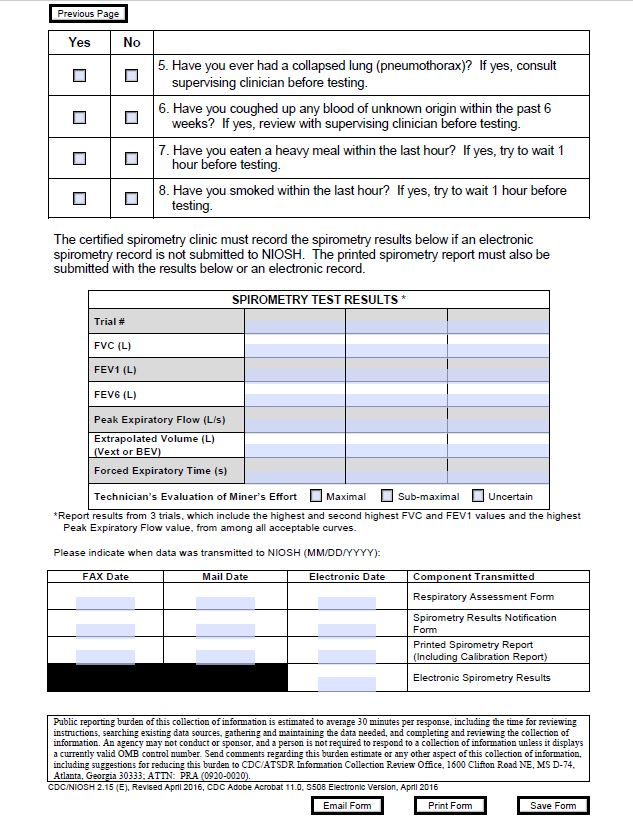 Previous Page
Yes No
5. Have you ever had a collapsed lung (pneumothorax)? If yes, consult
supervising clinician before testing.
6. Have you coughed up any blood of unknown origin within the past 6
weeks? If yes, review with supervising clinician before testing.
7. Have you eaten a heavy meal within the last hour? If yes, try to wait 1
hour before testing.
8. Have you smoked within the last hour? If yes, try to wait 1 hour before
testing.
The certified spirometry clinic must record the spirometry results below if an electronic
spirometry record is not submitted to NIOSH. The printed spirometry report must also be
submitted with the results below or an electronic record.
SPIROMETRY TEST RESULTS *
Trial #
FVC (L)
FEV1 (L)
FEV6 (L)
Peak Expiratory Flow (L/s)
Extrapolated Volume (L)
(Vext or BEV)
Forced Expiratory Time (s)
Technician's Evaluation of Miner's Effort Maximal Sub-maximal Uncertain
*Report results from 3 trials, which include the highest and second highest FVC and FEV1 values and the highest
Peak Expiratory Flow value, from among all acceptable curves.
Please indicate when data was transmitted to NIOSH (MM/DD/YYYY):
FAX Date Mail Date Electronic Date Component Transmitted
Respiratory Assessment Form
Spirometry Results Notification
Form
Printed Spirometry Report
(Including Calibration Report)
Electronic Spirometry Results
Public reporting burden of this collection of information is estimated to average 30 minutes per response, including the time for reviewing
instructions, searching existing data sources, gathering and maintaining the data needed, and completing and reviewing the collection of
information. An agency may not conduct or sponsor, and a person is not required to respond to a collection of information unless it displays
a currently valid OMB control number. Send comments regarding this burden estimate or any other aspect of this collection of information,
including suggestions for reducing this burden to CDC/ATSDR Information Collection Review Office, 1600 Clifton Road NE, MS D-74,
Atlanta, Georgia 30333; ATTN: PRA (0920-0020).
CDC/NIOSH 2.15 (E), Revised April 2016, CDC Adobe Acrobat 11.0, S508 Electronic Version, April 2016
Email Form Print Form Save Form